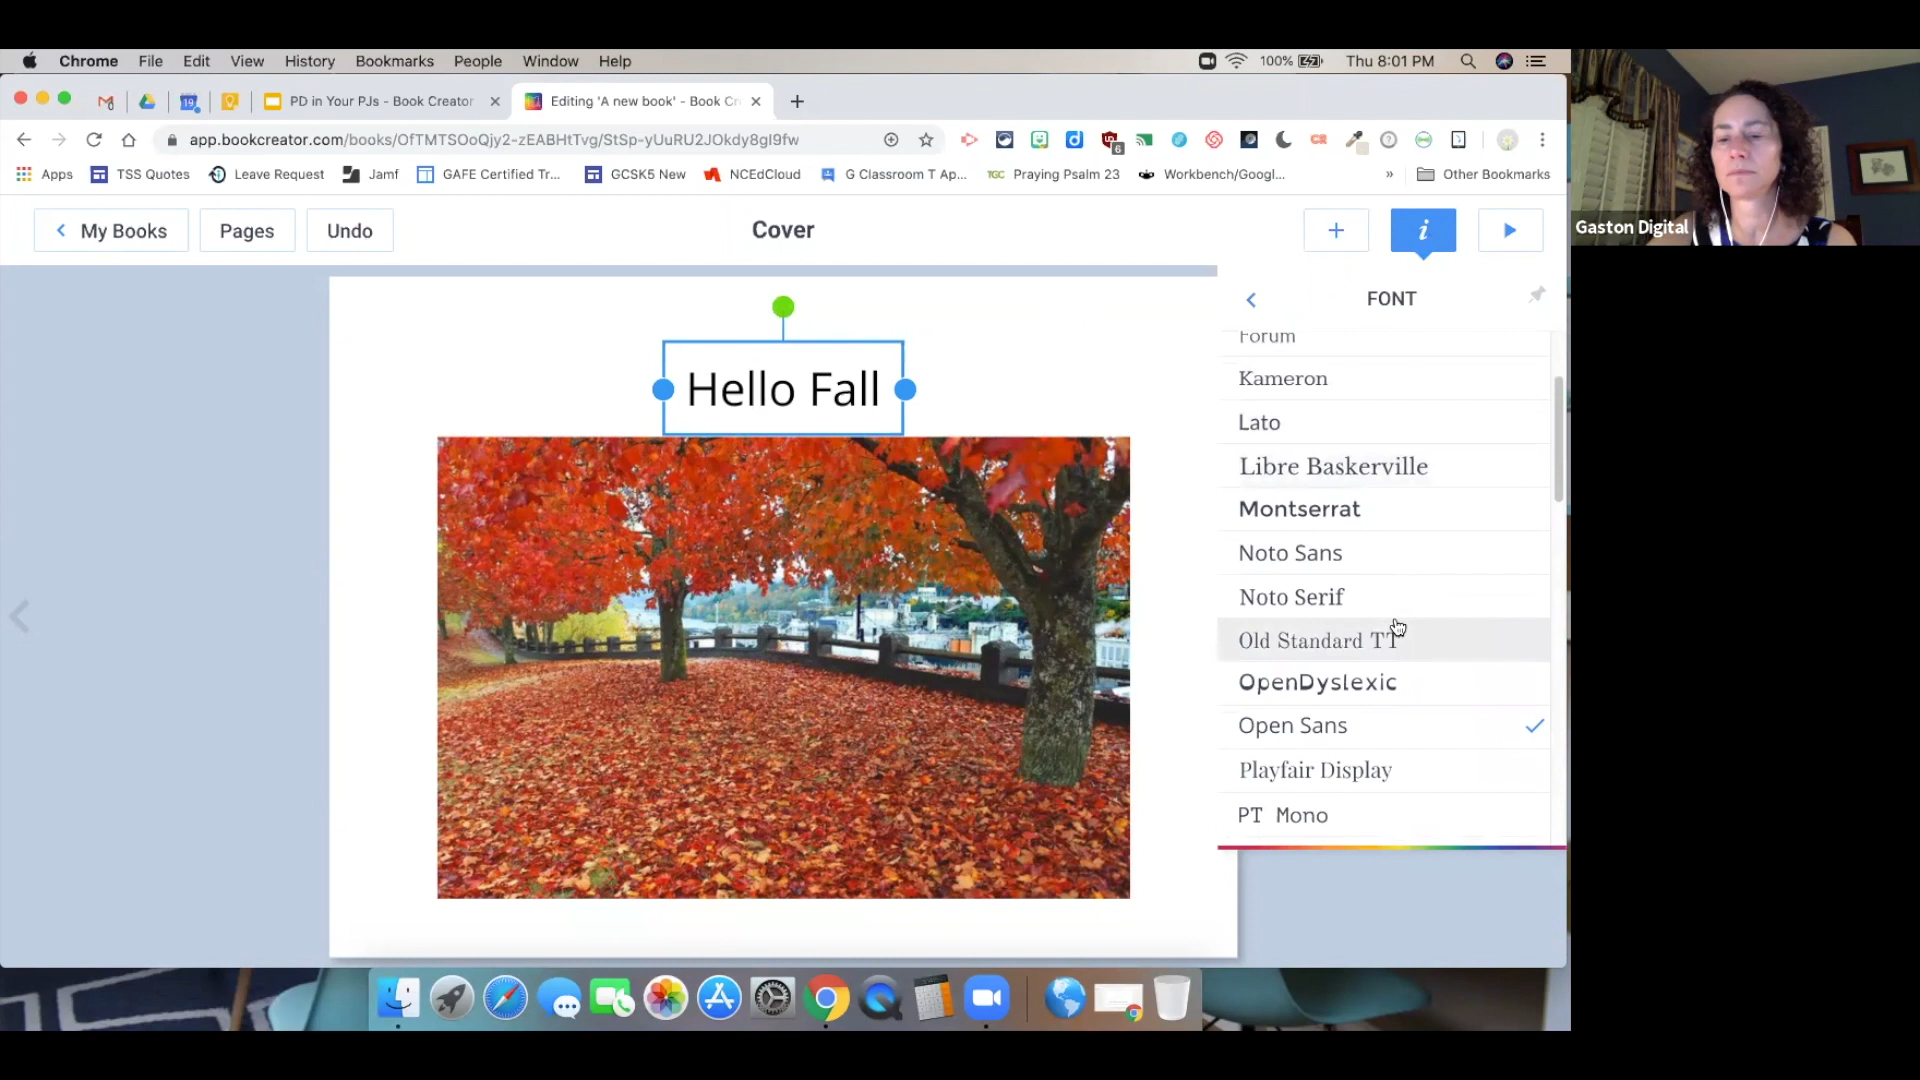 Chrome File Edit View History Bookmarks People Window Help 100% Thu 8:01 PM
19 PD in Your PJs - Book Creator Editing 'A new book' - Book Cr
app.bookcreator.com/books/OfTMTSOoQjy2-zEABHtTvg/StSp-yUuRU2JOkdy8gI9fw 6 CR
Apps TSS Quotes Leave Request Jamf GAFE Certified Tr... GCSK5 New NCEdCloud G Classroom T Ap... TGC Praying Psalm 23 Workbench/Googl... » Other Bookmarks
My Books Pages Undo Cover + i
Gaston Digital
FONT
Forum
Hello Fall
Kameron
Lato
Libre Baskerville
Montserrat
Noto Sans
Noto Serif
Old Standard TT
OpenDyslexic
Open Sans
Playfair Display
PT Mono